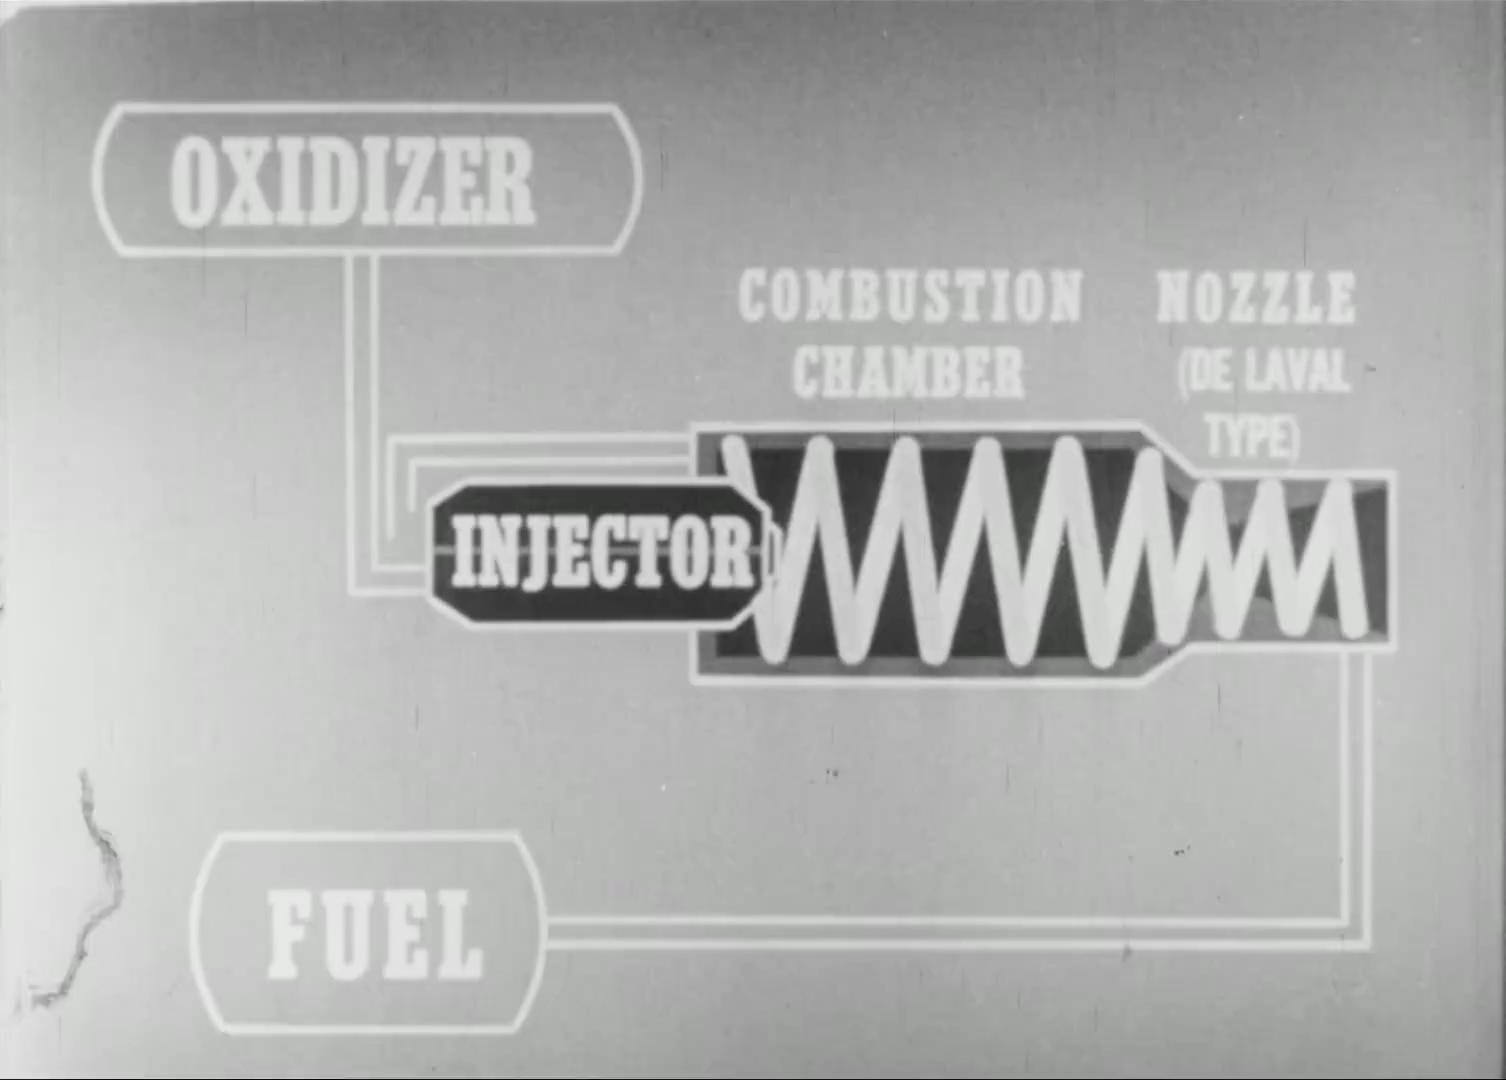 OXIDIZER
COMBUSTION
CHAMBER
NOZZLE
(DE LAVAL
TYPE)
INJECTOR
FUEL